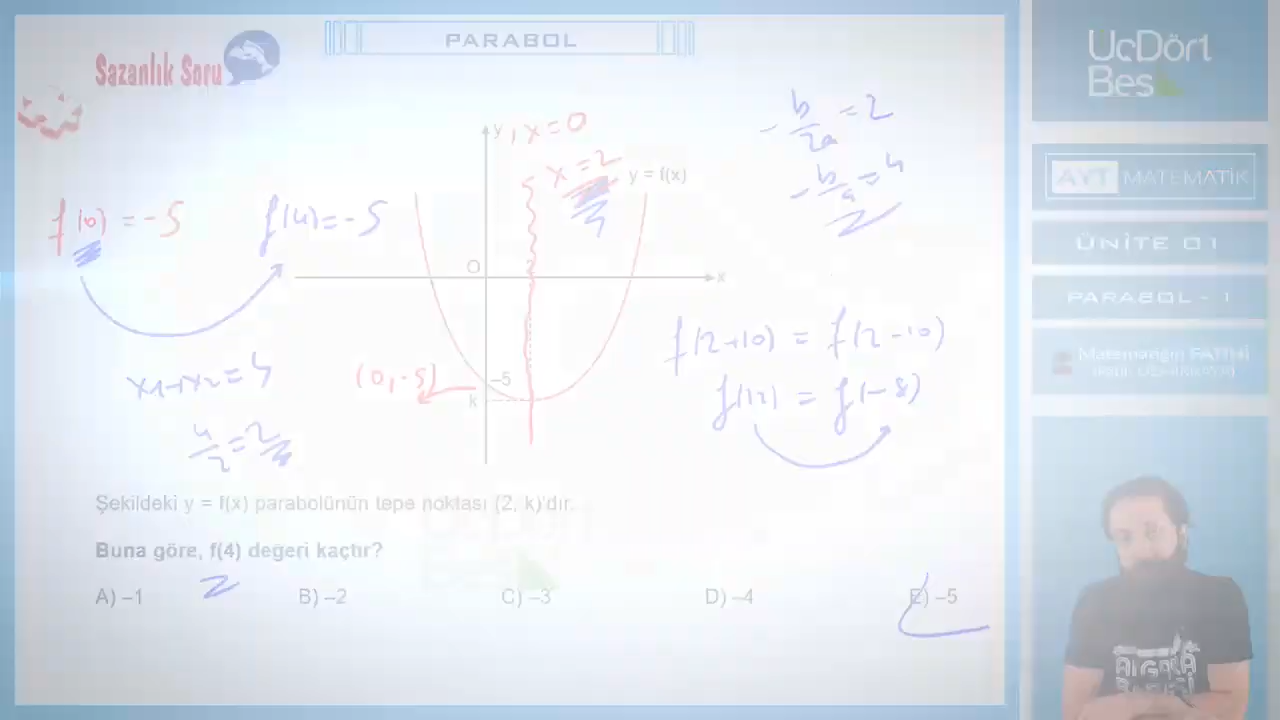 PARABOL
Sazanlık Soru
ÜçDört
Beş
AYT MATEMATİK
ÜNİTE 01
PARABOL - 1
y, x = 0
x = 2
y = f(x)
O
x
2
-5
k
(0,-5)
f(0) = -5
f(4) = -5
x1+x2=4
4/2=2
-b/2a=2
-b/a=4
f(2+10) = f(2-10)
f(12) = f(-8)
Şekildeki y = f(x) parabolünün tepe noktası (2, k)'dır.
Buna göre, f(4) değeri kaçtır?
A) –1 B) –2 C) –3 D) –4 E) –5